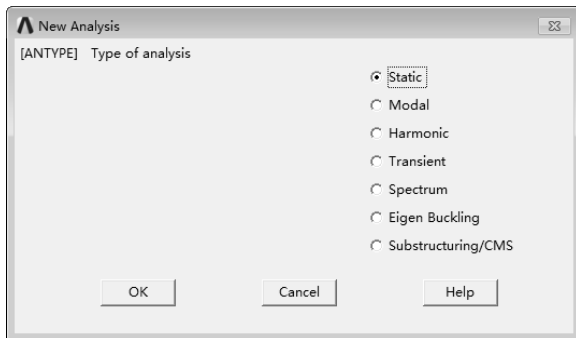 New Analysis
[ANTYPE] Type of analysis
Static
Modal
Harmonic
Transient
Spectrum
Eigen Buckling
Substructuring/CMS
OK Cancel Help